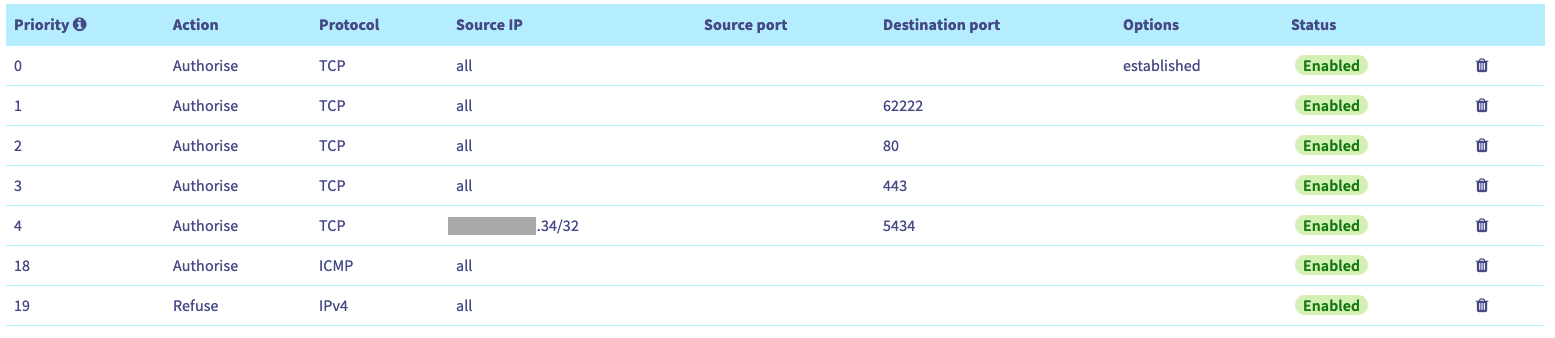 Priority Action Protocol Source IP Source port Destination port Options Status
0 Authorise TCP all established Enabled
1 Authorise TCP all 62222 Enabled
2 Authorise TCP all 80 Enabled
3 Authorise TCP all 443 Enabled
4 Authorise TCP .34/32 5434 Enabled
18 Authorise ICMP all Enabled
19 Refuse IPv4 all Enabled